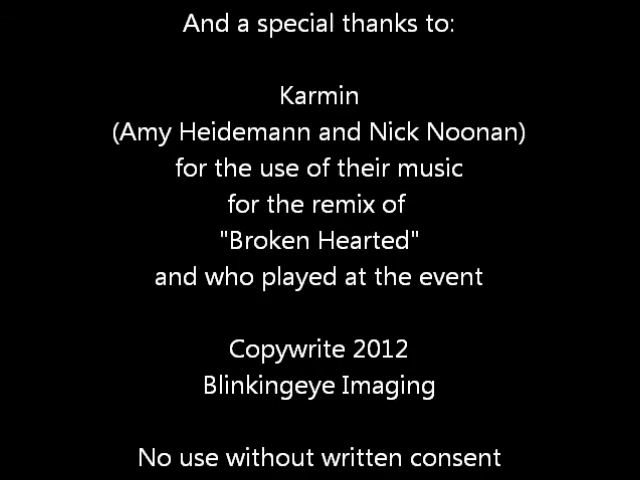 And a special thanks to:
Karmin
(Amy Heidemann and Nick Noonan)
for the use of their music
for the remix of
"Broken Hearted"
and who played at the event
Copywrite 2012
Blinkingeye Imaging
No use without written consent